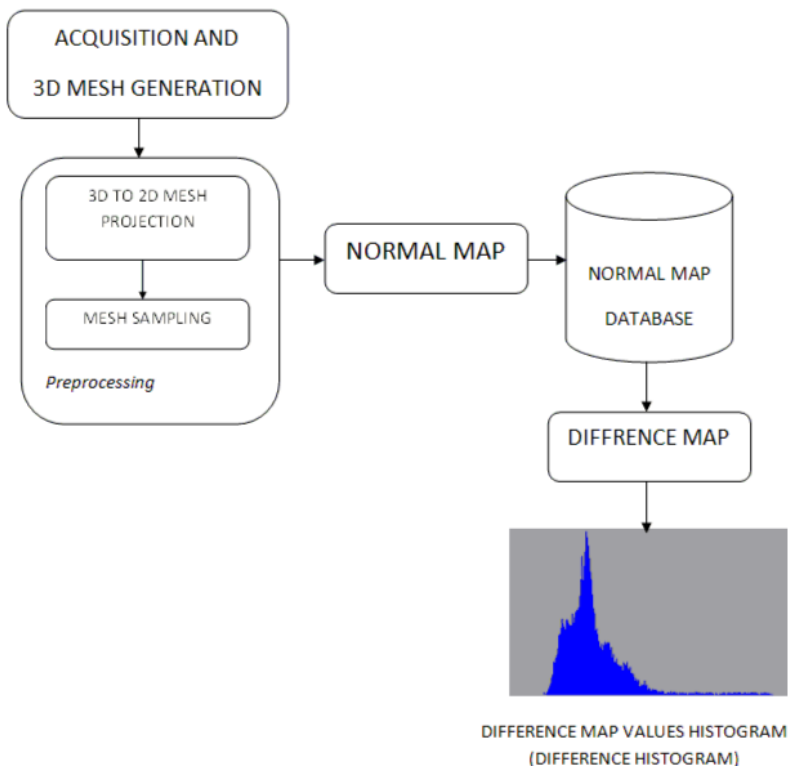 ACQUISITION AND
3D MESH GENERATION
3D TO 2D MESH
PROJECTION
MESH SAMPLING
Preprocessing
NORMAL MAP
NORMAL MAP
DATABASE
DIFFRENCE MAP
DIFFERENCE MAP VALUES HISTOGRAM
(DIFFERENCE HISTOGRAM)